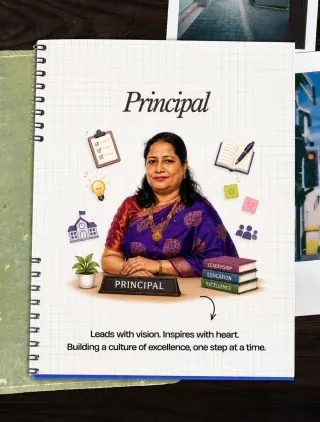 Principal
LEADERSHIP
EDUCATION
EXCELLENCE
PRINCIPAL
Leads with vision. Inspires with heart.
Building a culture of excellence, one step at a time.